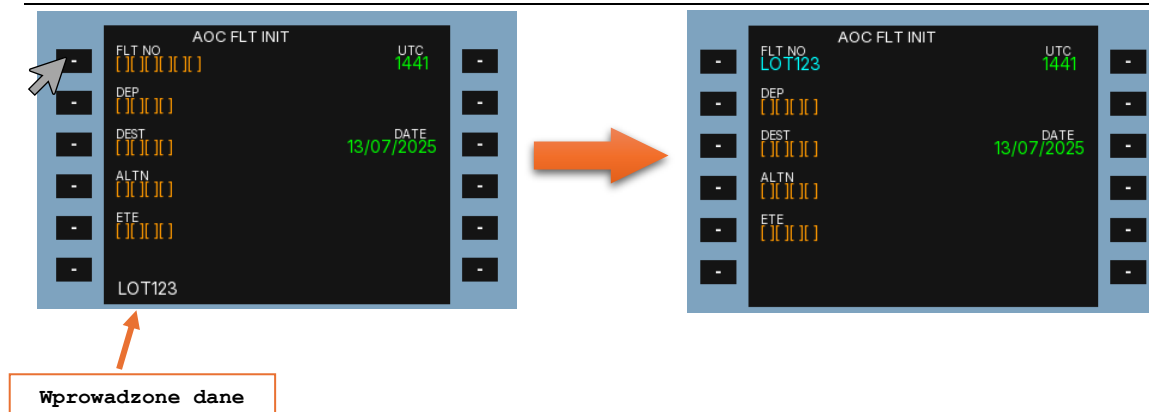 AOC FLT INIT
FLT NO UTC
[ ][ ][ ][ ][ ][ ] 1441
DEP
[ ][ ][ ][ ]
DEST DATE
[ ][ ][ ][ ] 13/07/2025
ALTN
[ ][ ][ ][ ]
ETE
[ ][ ][ ][ ]
LOT123
AOC FLT INIT
FLT NO UTC
LOT123 1441
DEP
[ ][ ][ ][ ]
DEST DATE
[ ][ ][ ][ ] 13/07/2025
ALTN
[ ][ ][ ][ ]
ETE
[ ][ ][ ][ ]
Wprowadzone dane